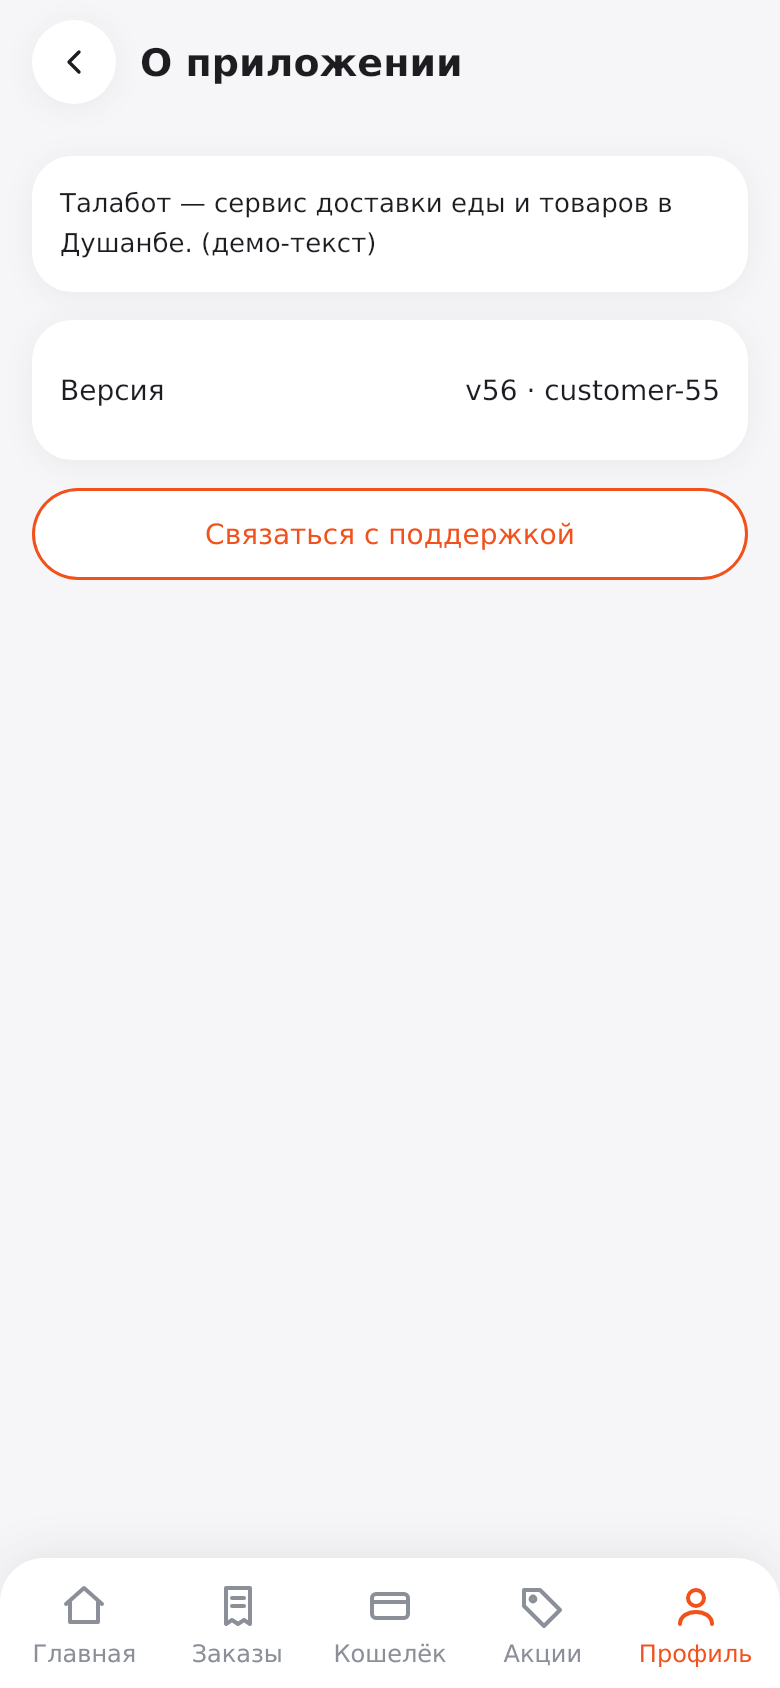 О приложении
Талабот — сервис доставки еды и товаров в
Душанбе. (демо-текст)
Версия v56 · customer-55
Связаться с поддержкой
Главная Заказы Кошелёк Акции Профиль